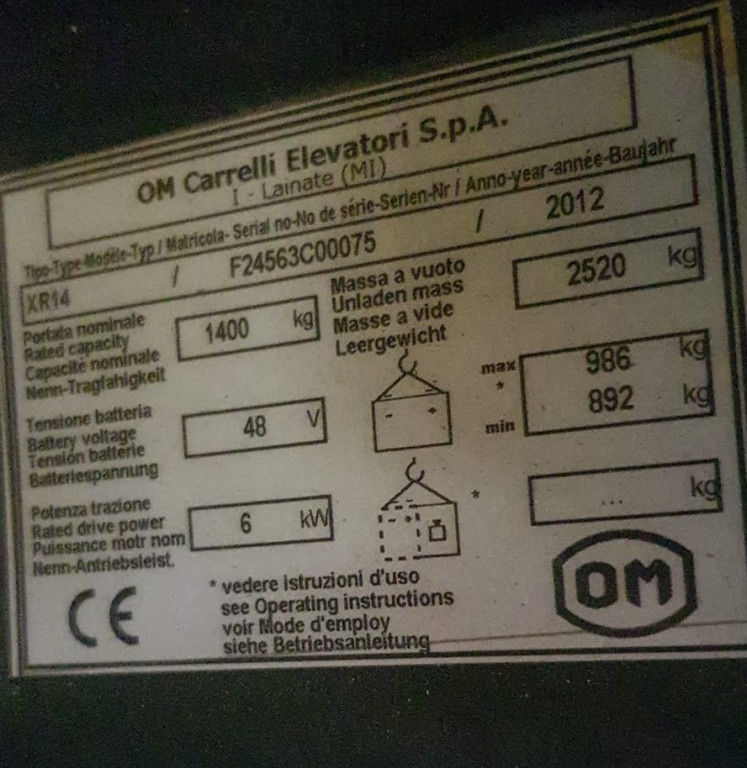 OM Carrelli Elevatori S.p.A.
I - Lainate (MI)
Tipo-Type-Modèle-Typ / Matricola- Serial no-No de série-Serien-Nr / Anno-year-année-Baujahr
XR14 / F24563C00075 / 2012
Portata nominale
Rated capacity
Capacité nominale
Nenn-Tragfahigkeit
1400 kg
Massa a vuoto
Unladen mass
Masse a vide
Leergewicht
2520 kg
Tensione batteria
Battery voltage
Tension batterie
Batteriespannung
48 V
- +
max 986 kg
*
min 892 kg
Potenza trazione
Rated drive power
Puissance motr nom
Nenn-Antriebsleist.
6 kW
- +
* ... kg
CE
* vedere istruzioni d'uso
see Operating instructions
voir Mode d'employ
siehe Betriebsanleitung
OM